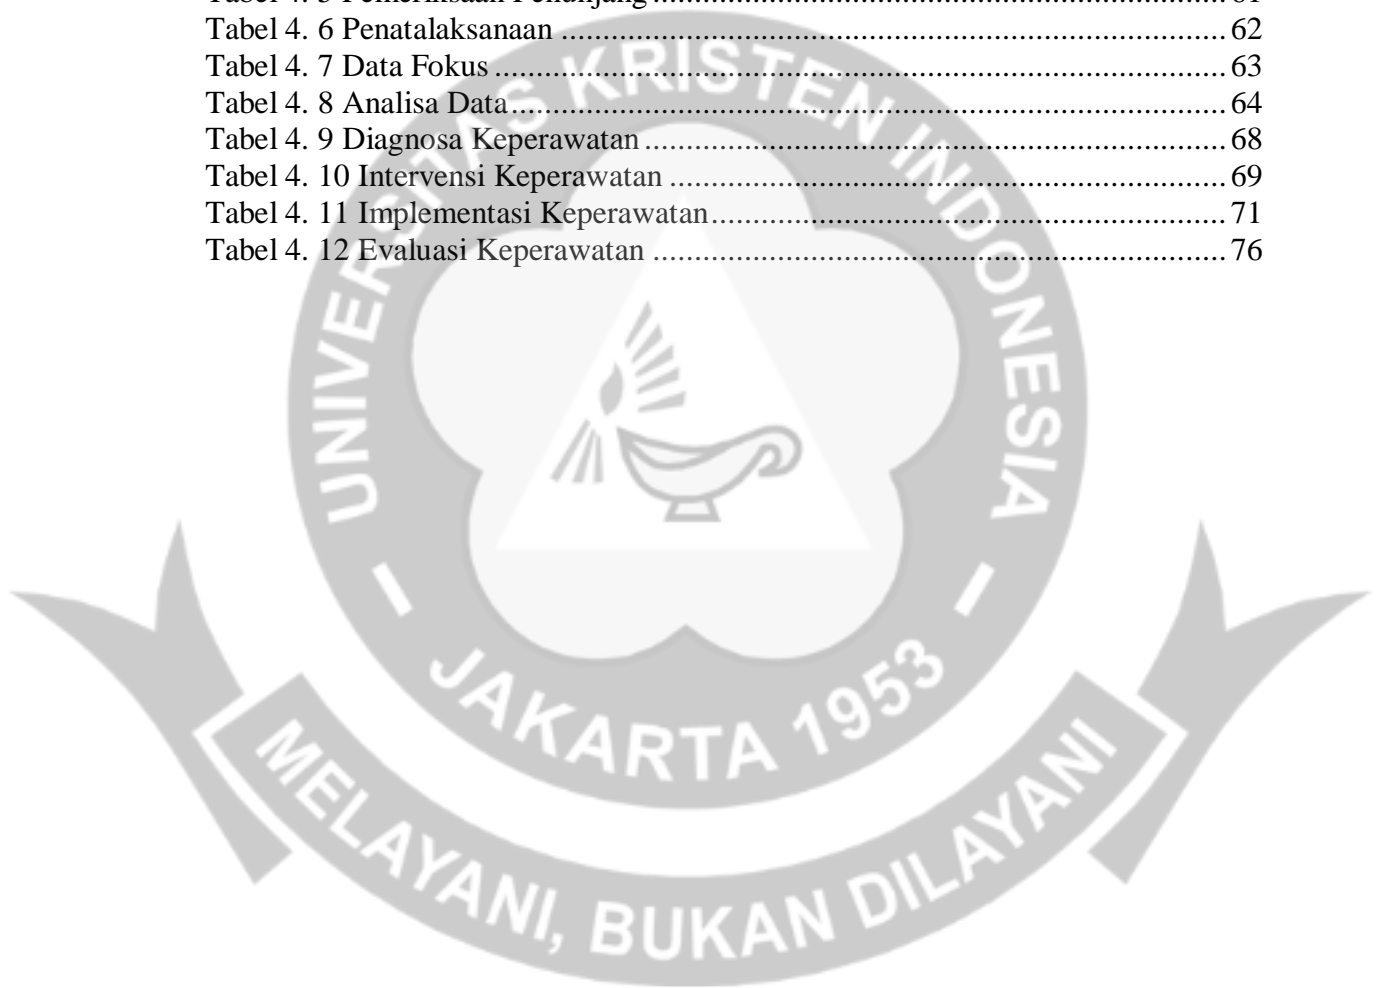 Tabel 4. 6 Penatalaksanaan ........................................................................ 62
Tabel 4. 7 Data Fokus ........................................................................ 63
Tabel 4. 8 Analisa Data ........................................................................ 64
Tabel 4. 9 Diagnosa Keperawatan ........................................................................ 68
Tabel 4. 10 Intervensi Keperawatan ........................................................................ 69
Tabel 4. 11 Implementasi Keperawatan ........................................................................ 71
Tabel 4. 12 Evaluasi Keperawatan ........................................................................ 76
UNIVERSITAS KRISTEN INDONESIA
JAKARTA 1953
MELAYANI, BUKAN DILAYANI